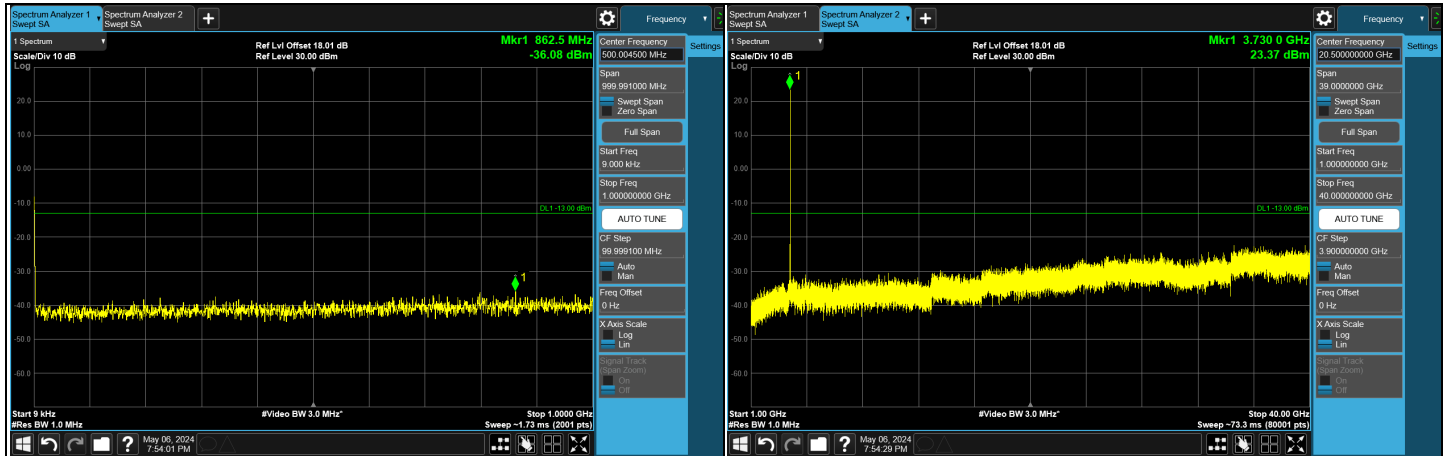 Spectrum Analyzer 1
Swept SA
Spectrum Analyzer 2
Swept SA
+
Frequency
1 Spectrum
Scale/Div 10 dB
Log
Ref Lvl Offset 18.01 dB
Ref Level 30.00 dBm
Mkr1 862.5 MHz
-36.08 dBm
1
20.0
10.0
0.00
-10.0
-20.0
-30.0
-40.0
-50.0
-60.0
DL1 -13.00 dBm
Start 9 kHz
#Res BW 1.0 MHz
#Video BW 3.0 MHz*
Stop 1.0000 GHz
Sweep ~1.73 ms (2001 pts)
Center Frequency
500.004500 MHz
Settings
Span
999.991000 MHz
Swept Span
Zero Span
Full Span
Start Freq
9.000 kHz
Stop Freq
1.000000000 GHz
AUTO TUNE
CF Step
99.999100 MHz
Auto
Man
Freq Offset
0 Hz
X Axis Scale
Log
Lin
Signal Track
(Span Zoom)
On
Off
?
May 06, 2024
7:54:01 PM
Spectrum Analyzer 1
Swept SA
Spectrum Analyzer 2
Swept SA
+
Frequency
1 Spectrum
Scale/Div 10 dB
Log
Ref Lvl Offset 18.01 dB
Ref Level 30.00 dBm
Mkr1 3.730 0 GHz
23.37 dBm
1
20.0
10.0
0.00
-10.0
-20.0
-30.0
-40.0
-50.0
-60.0
DL1 -13.00 dBm
Start 1.00 GHz
#Res BW 1.0 MHz
#Video BW 3.0 MHz*
Stop 40.00 GHz
Sweep ~73.3 ms (80001 pts)
Center Frequency
20.500000000 GHz
Settings
Span
39.0000000 GHz
Swept Span
Zero Span
Full Span
Start Freq
1.000000000 GHz
Stop Freq
40.000000000 GHz
AUTO TUNE
CF Step
3.900000000 GHz
Auto
Man
Freq Offset
0 Hz
X Axis Scale
Log
Lin
Signal Track
(Span Zoom)
On
Off
?
May 06, 2024
7:54:29 PM